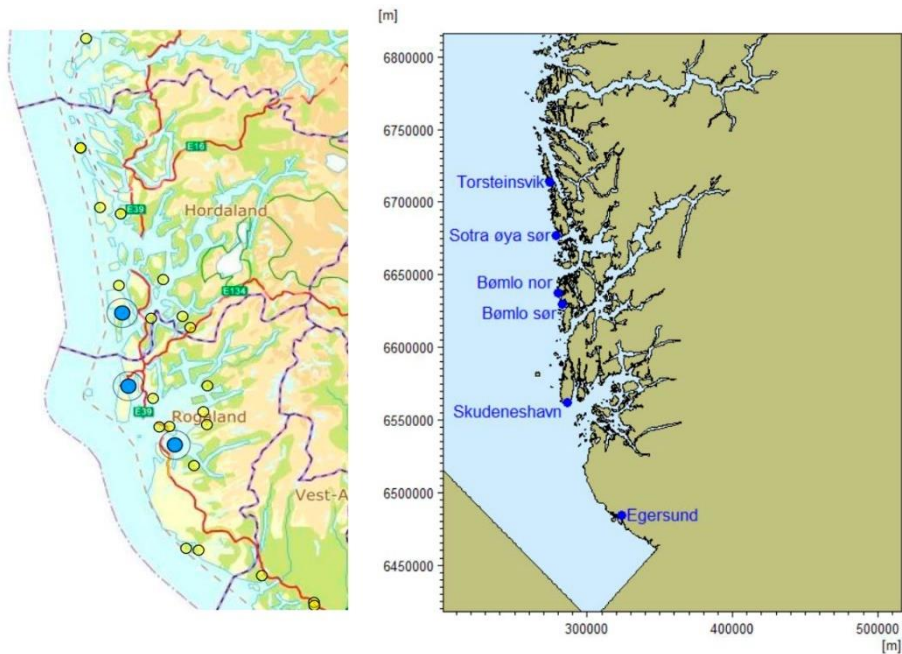 E16
E39
Hordaland
E134
E39
Rogaland
Vest-A
[m]
6800000
6750000
6700000
6650000
6600000
6550000
6500000
6450000
Torsteinsvik
Sotra øya sør
Bømlo nor
Bømlo sør
Skudeneshavn
Egersund
300000
400000
500000
[m]